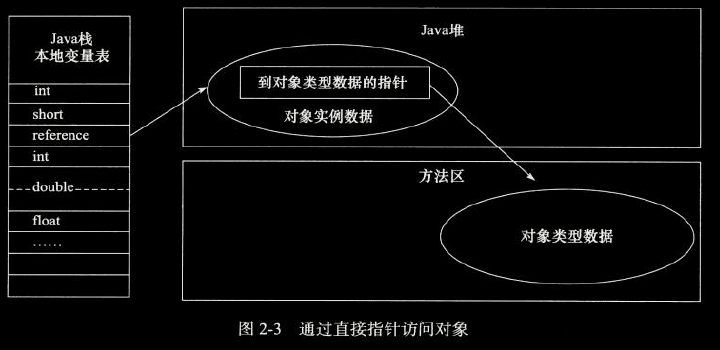 Java栈
本地变量表
int
short
reference
int
double
float
……
Java堆
到对象类型数据的指针
对象实例数据
方法区
对象类型数据
图 2-3 通过直接指针访问对象